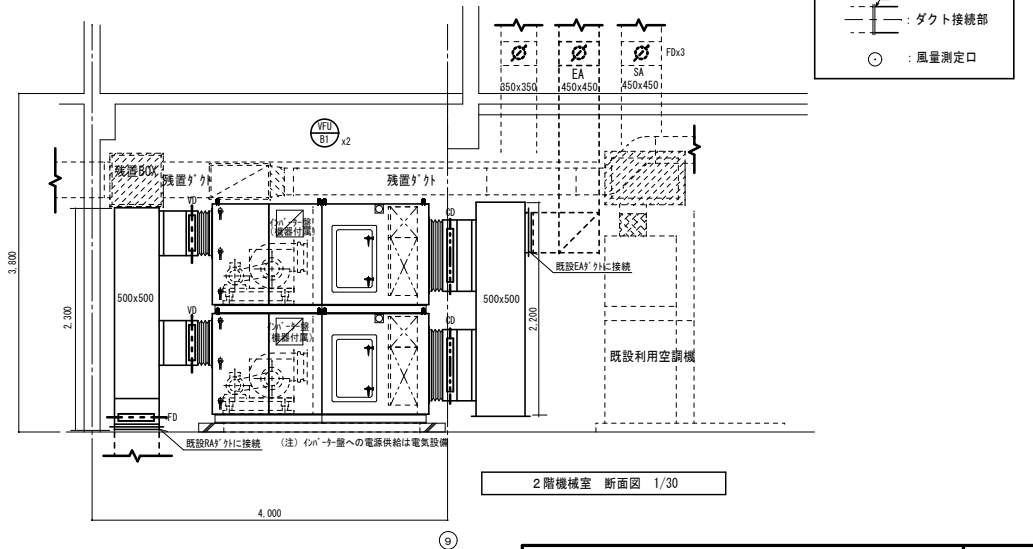 : ダクト接続部
: 風量測定口
FDx3
EA
SA
350x350
450x450
450x450
VFU
B1
x2
残置BOX
残置ダクト
残置ダクト
VD
CD
インバーター盤
(機器付属)
既設EAダクトに接続
500x500
500x500
3,800
2,300
2,200
VD
CD
インバーター盤
(機器付属)
既設利用空調機
FD
既設RAダクトに接続
(注) インバーター盤への電源供給は電気設備
2階機械室 断面図 1/30
4,000
9